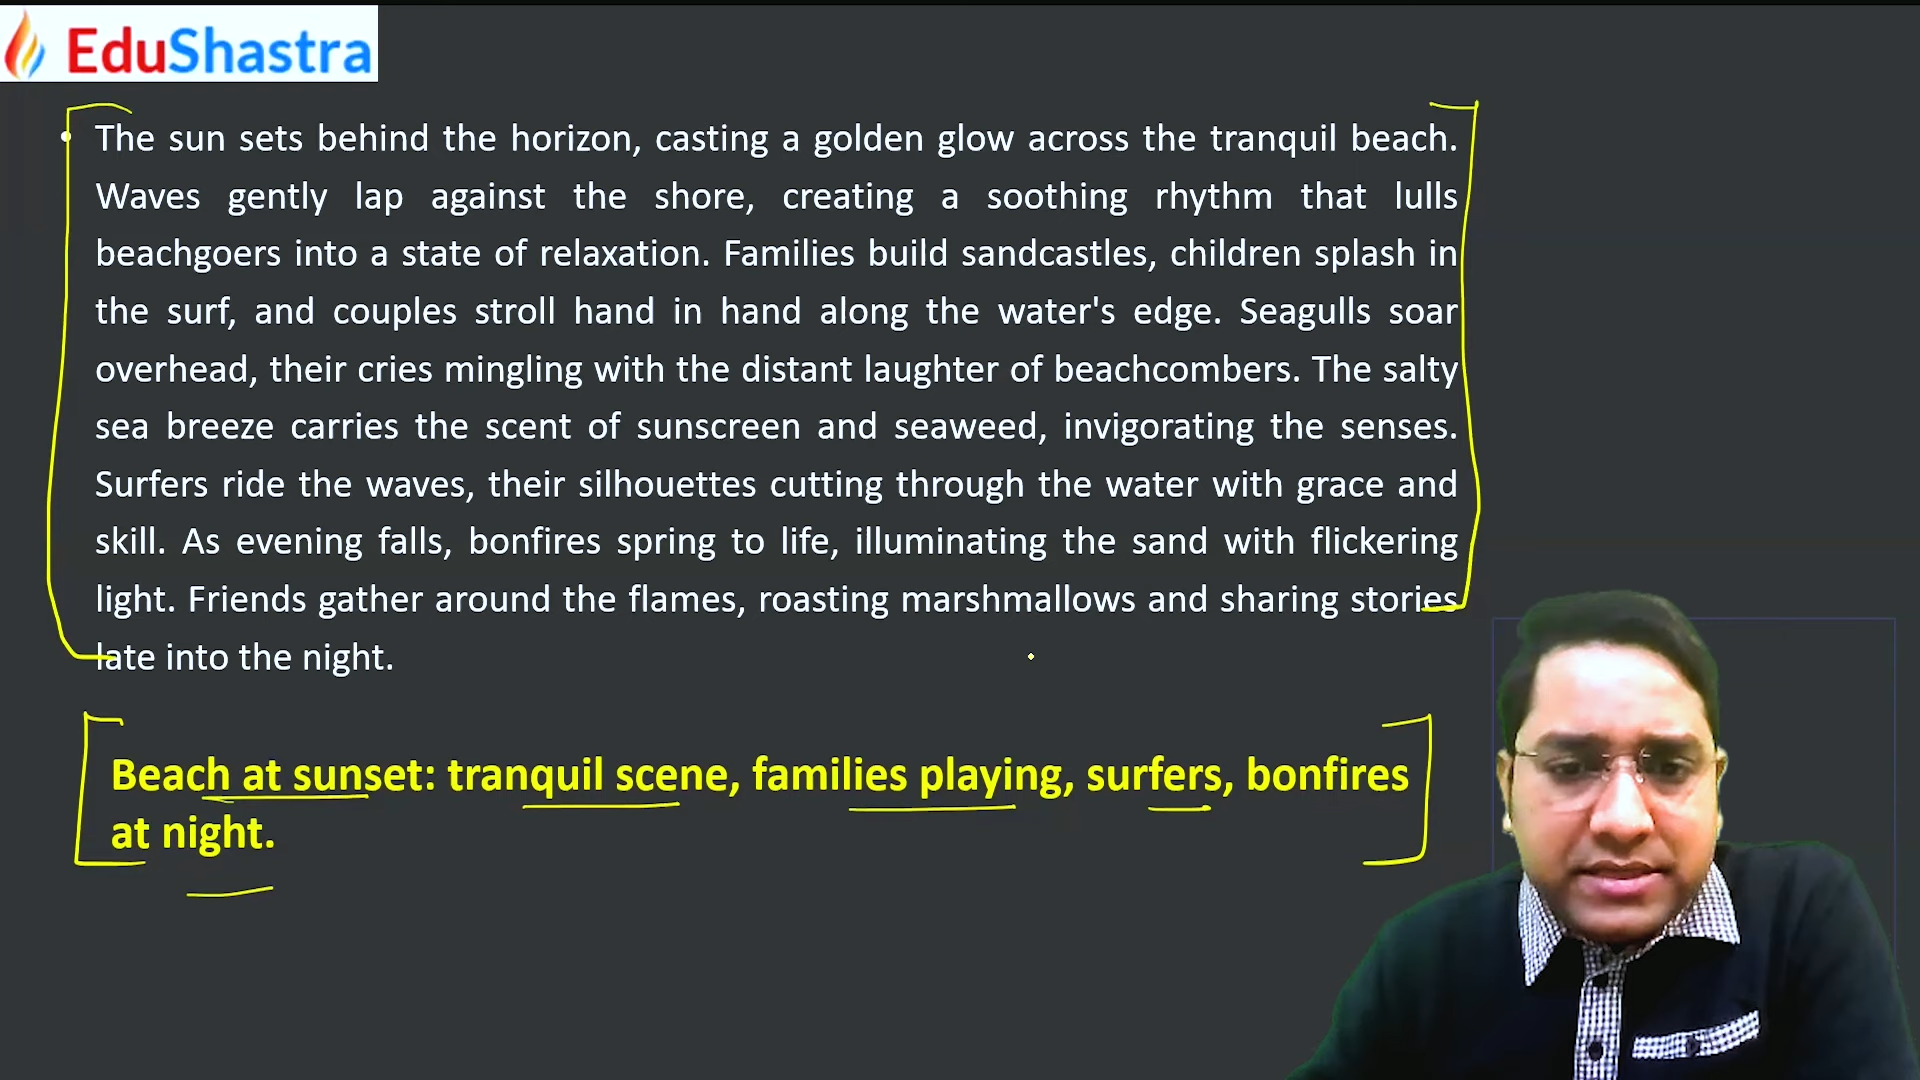 EduShastra
• The sun sets behind the horizon, casting a golden glow across the tranquil beach.
Waves gently lap against the shore, creating a soothing rhythm that lulls
beachgoers into a state of relaxation. Families build sandcastles, children splash in
the surf, and couples stroll hand in hand along the water's edge. Seagulls soar
overhead, their cries mingling with the distant laughter of beachcombers. The salty
sea breeze carries the scent of sunscreen and seaweed, invigorating the senses.
Surfers ride the waves, their silhouettes cutting through the water with grace and
skill. As evening falls, bonfires spring to life, illuminating the sand with flickering
light. Friends gather around the flames, roasting marshmallows and sharing stories
late into the night.
Beach at sunset: tranquil scene, families playing, surfers, bonfires
at night.